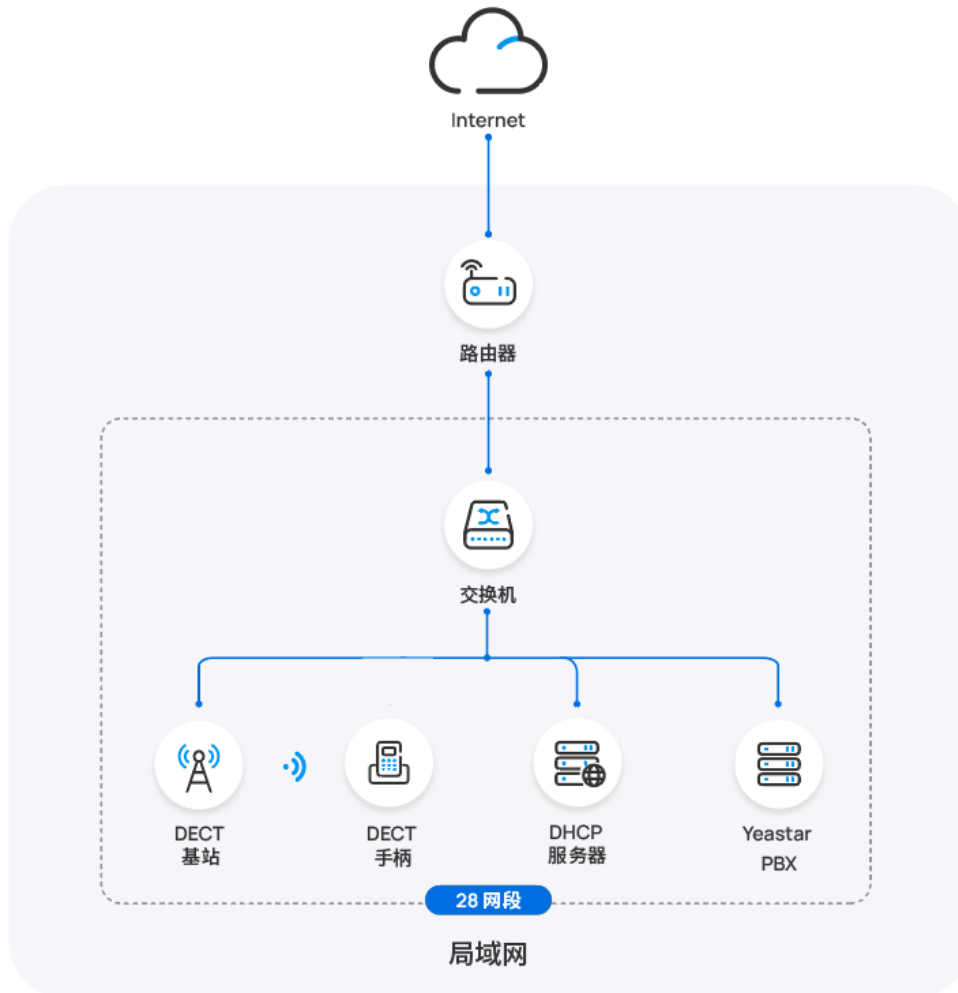 Internet
路由器
交换机
DECT
基站
DECT
手柄
DHCP
服务器
Yeastar
PBX
28 网段
局域网